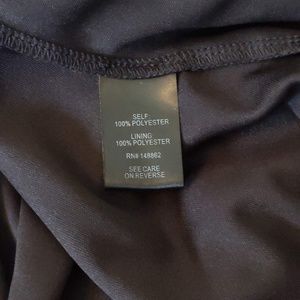 SELF:
100% POLYESTER
LINING:
100% POLYESTER
RN# 148862
SEE CARE
ON REVERSE